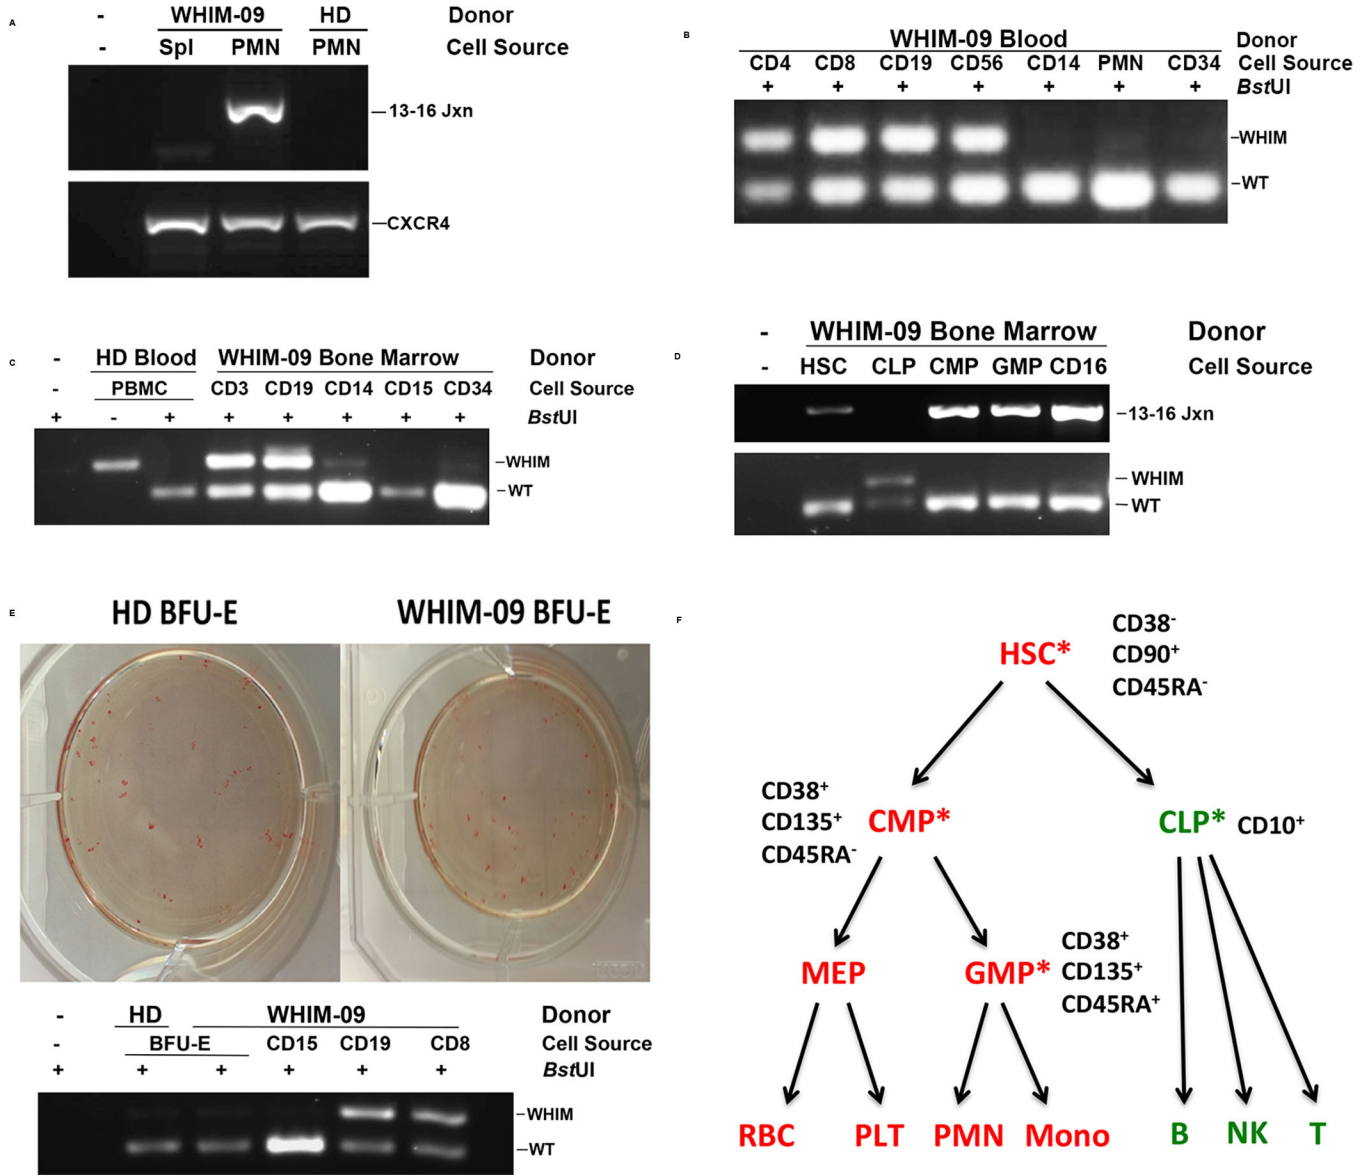 A
- WHIM-09 HD Donor
- Spl PMN PMN Cell Source
13-16 Jxn
CXCR4
B
WHIM-09 Blood Donor
CD4 CD8 CD19 CD56 CD14 PMN CD34 Cell Source
+ + + + + + + BstUI
WHIM
WT
C
- HD Blood WHIM-09 Bone Marrow Donor
- PBMC CD3 CD19 CD14 CD15 CD34 Cell Source
+ - + + + + + + BstUI
WHIM
WT
D
- WHIM-09 Bone Marrow Donor
- HSC CLP CMP GMP CD16 Cell Source
13-16 Jxn
WHIM
WT
E
HD BFU-E WHIM-09 BFU-E
- HD WHIM-09 Donor
- BFU-E CD15 CD19 CD8 Cell Source
+ + + + + + BstUI
WHIM
WT
F
HSC*
CD38⁻
CD90⁺
CD45RA⁻
CD38⁺
CD135⁺
CD45RA⁻
CMP*
CLP* CD10⁺
MEP
GMP*
CD38⁺
CD135⁺
CD45RA⁺
RBC PLT PMN Mono B NK T